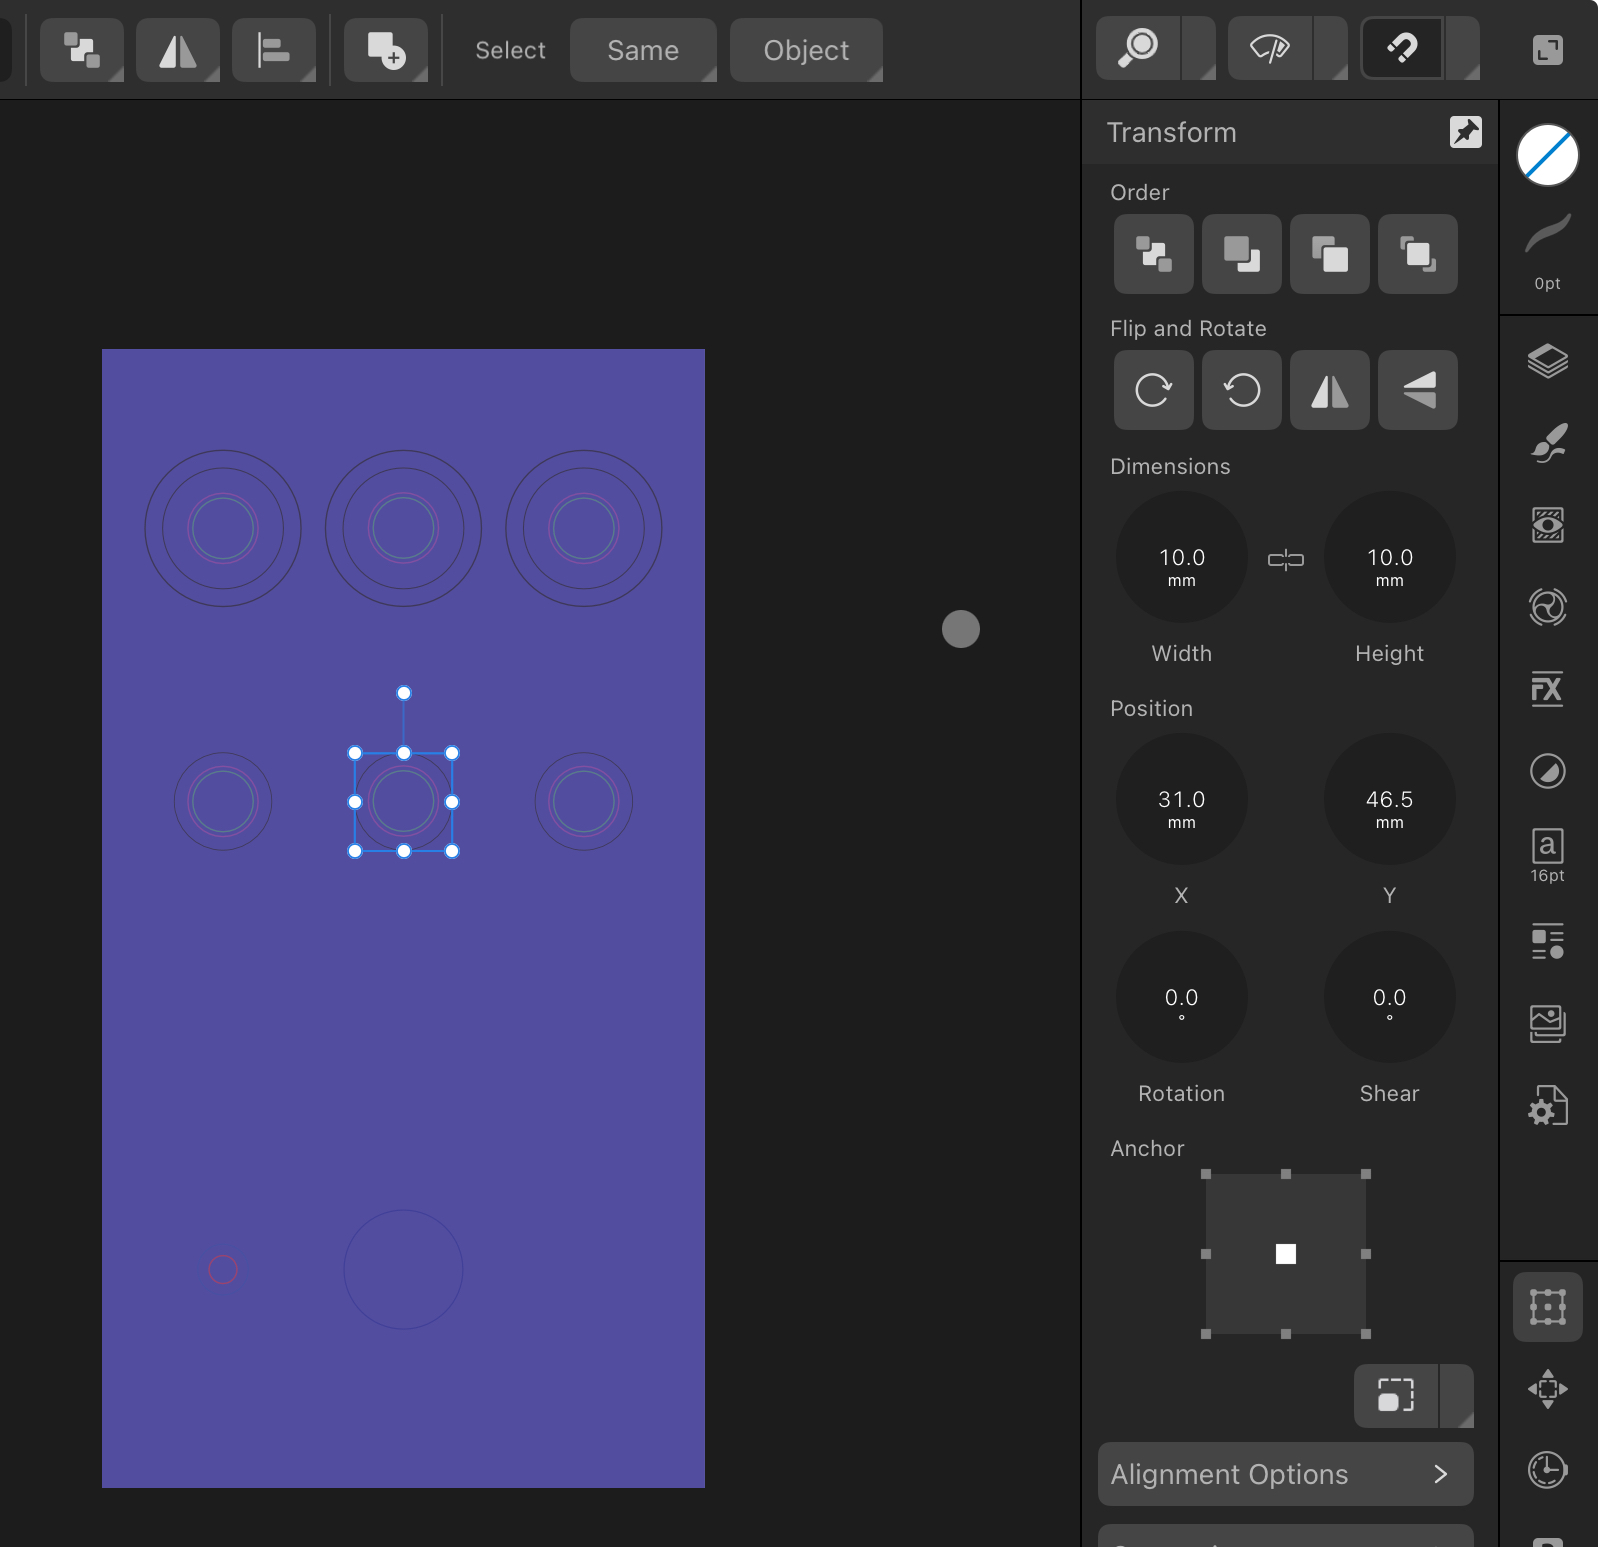 Select
Same
Object
Transform
Order
0pt
Flip and Rotate
Dimensions
10.0
mm
10.0
mm
Width
Height
Position
31.0
mm
46.5
mm
X
Y
a
16pt
0.0
°
0.0
°
Rotation
Shear
Anchor
Alignment Options
FX